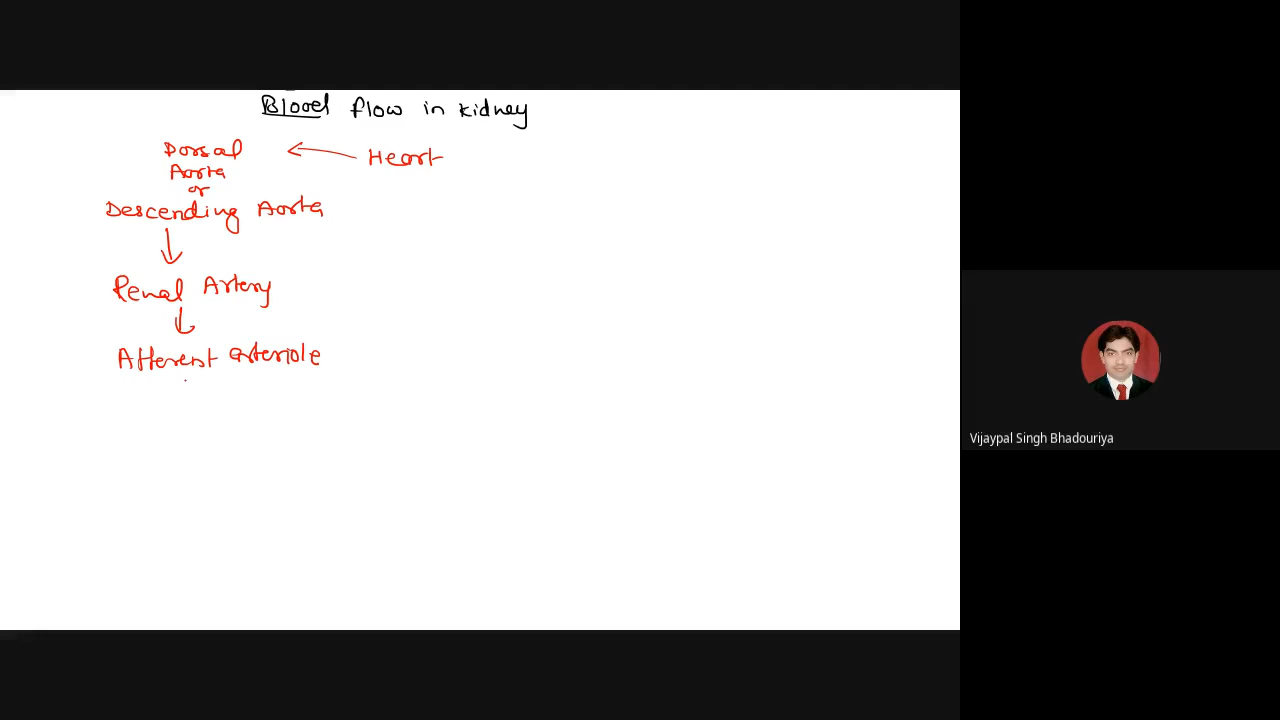 Blood flow in kidney
Dorsal ← Heart
Aorta
or
Descending Aorta
↓
Renal Artery
↓
Afferent arteriole
Vijaypal Singh Bhadouriya